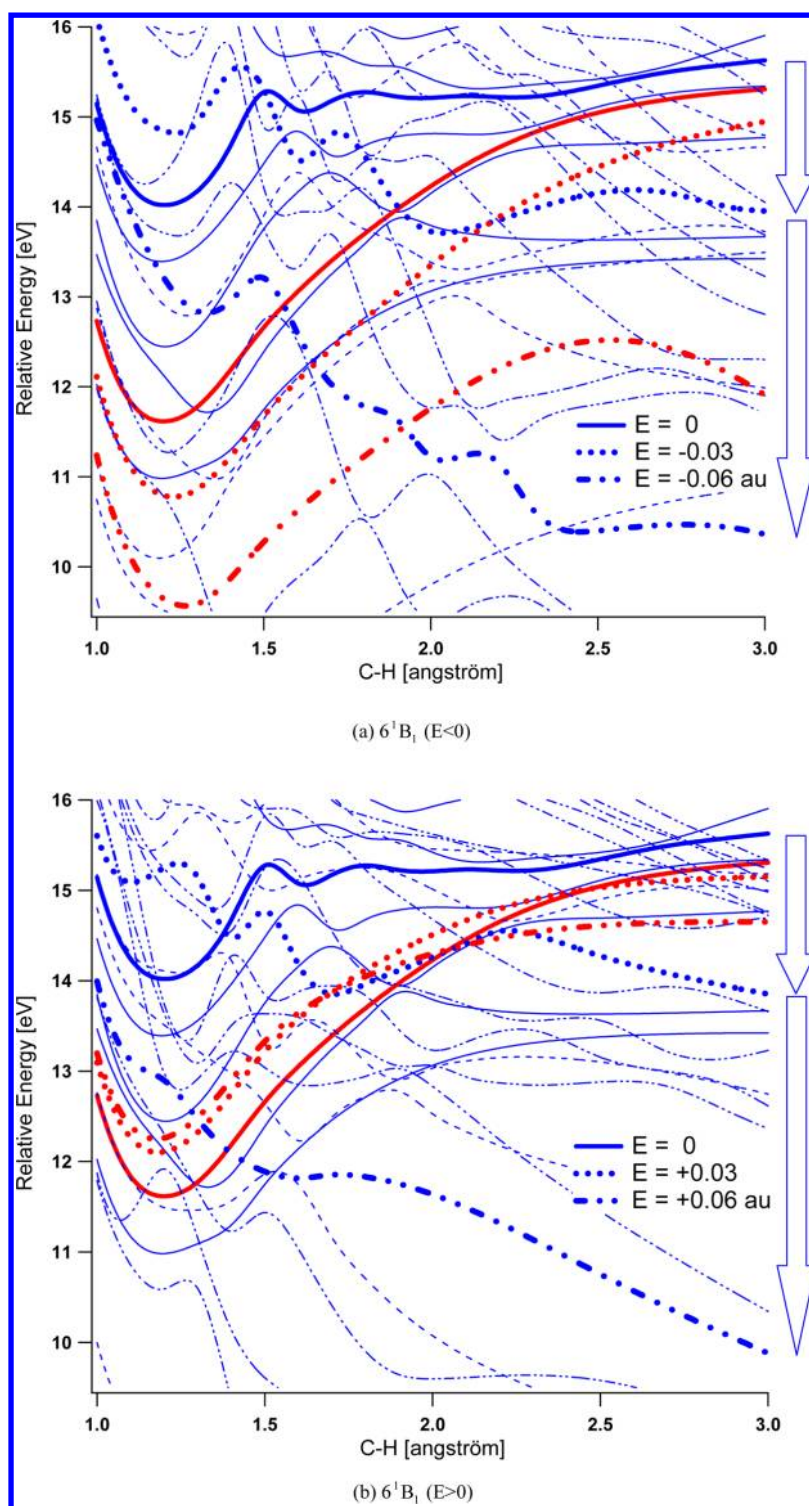 16
15
14
13
12
11
10
Relative Energy [eV]
E = 0
E = -0.03
E = -0.06 au
1.0 1.5 2.0 2.5 3.0
C-H [angström]
(a) 6¹B₁ (E<0)
16
15
14
13
12
11
10
Relative Energy [eV]
E = 0
E = +0.03
E = +0.06 au
1.0 1.5 2.0 2.5 3.0
C-H [angström]
(b) 6¹B₁ (E>0)